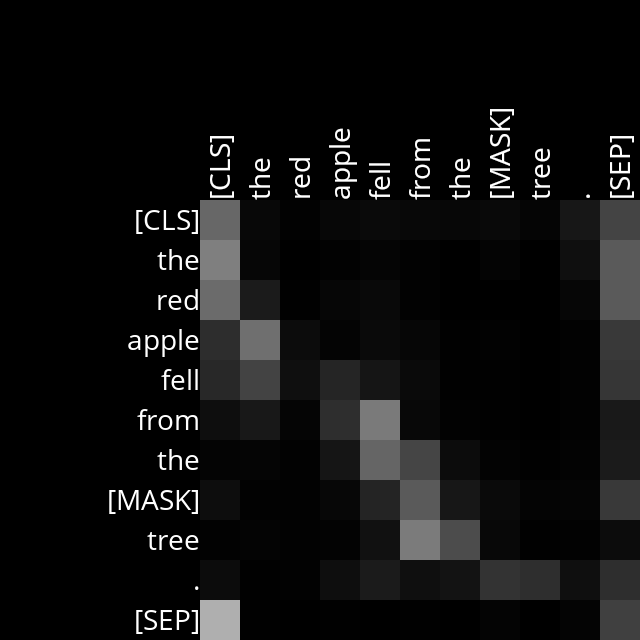 [CLS] the red apple fell from the [MASK] tree . [SEP]
[CLS]
the
red
apple
fell
from
the
[MASK]
tree
.
[SEP]